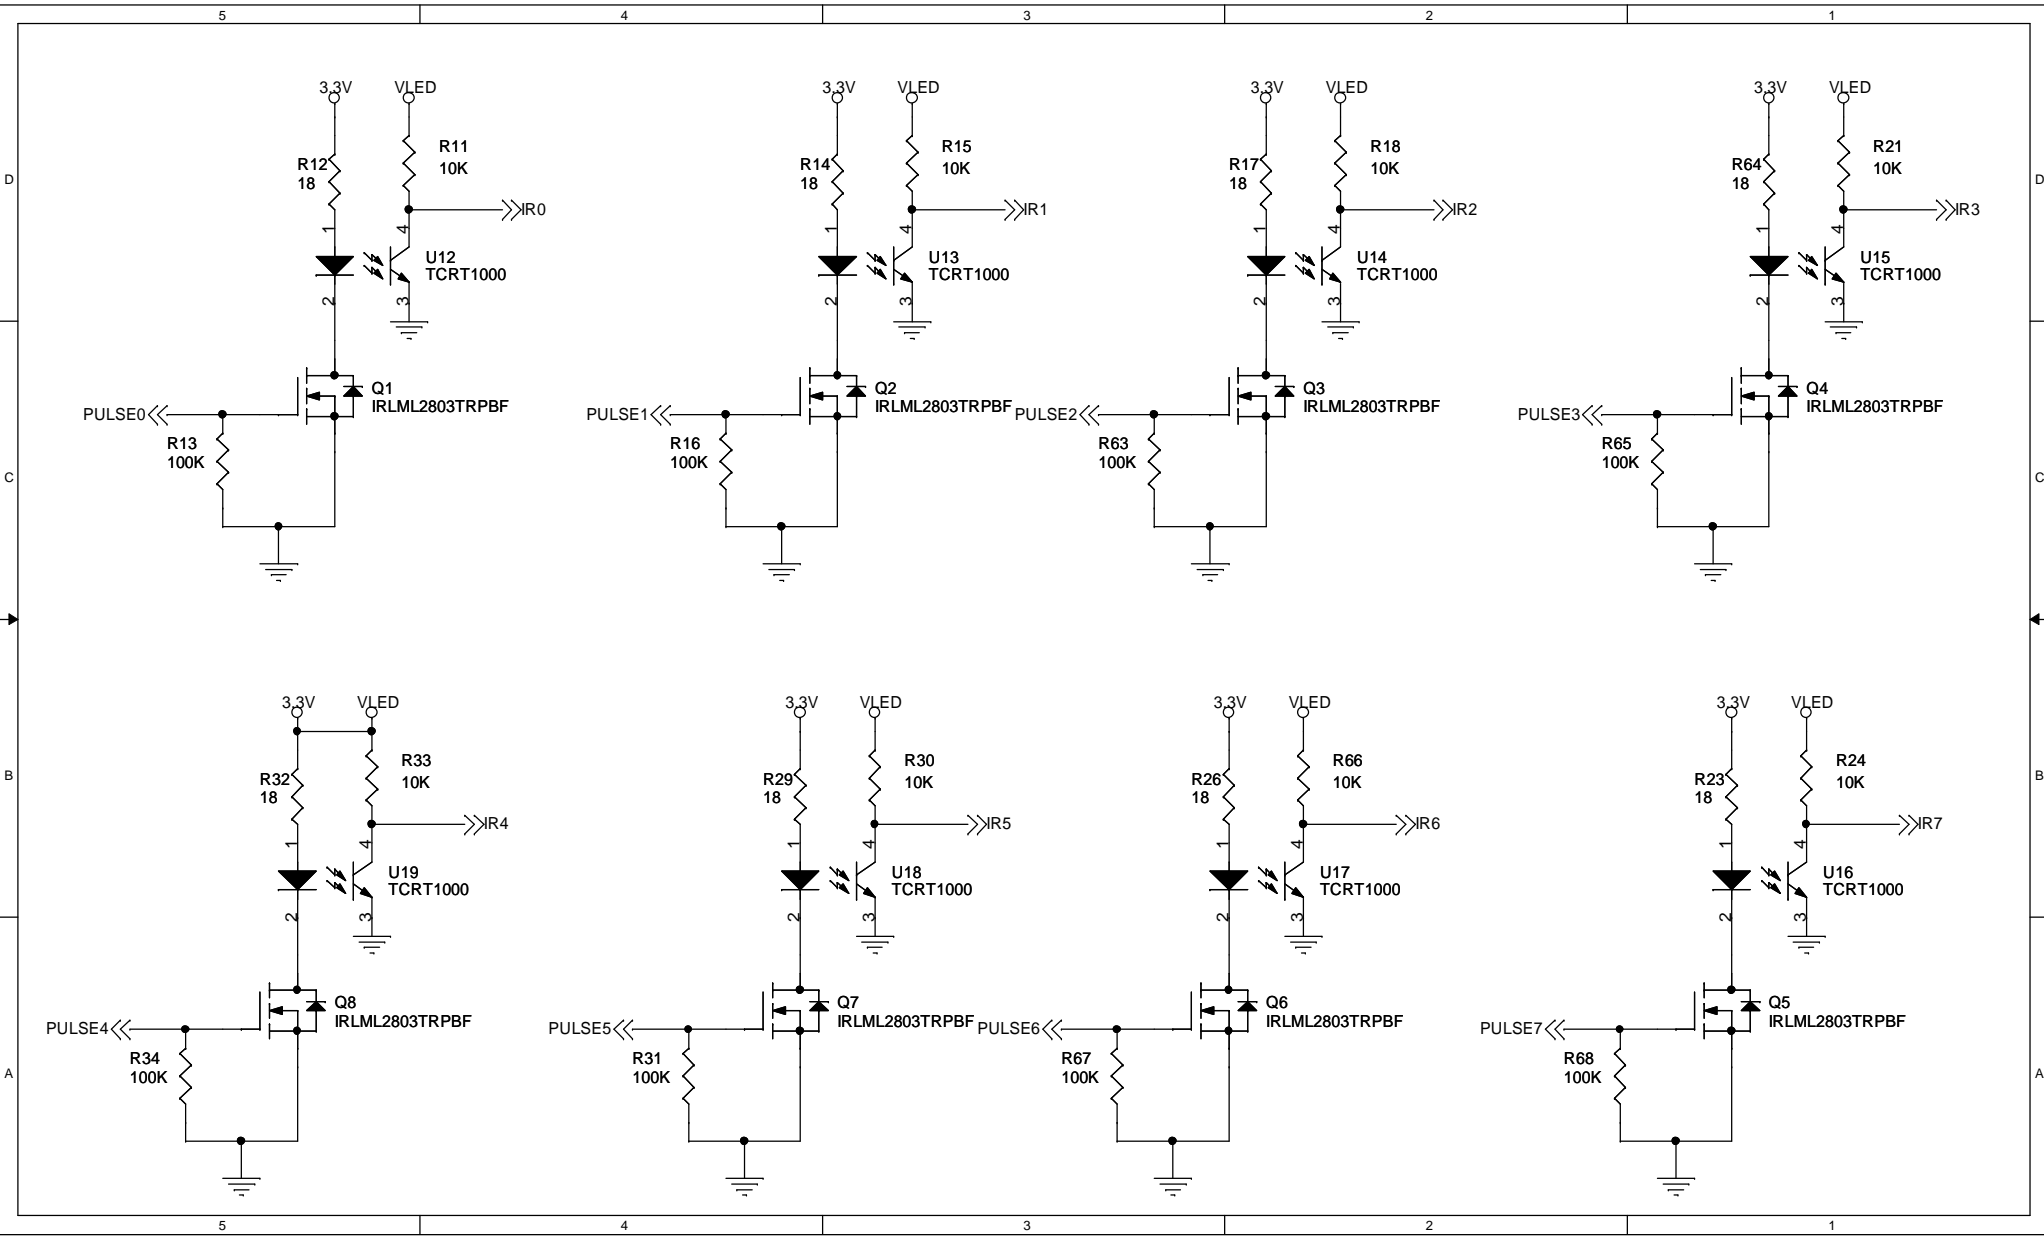 5 4 3 2 1
3.3V VLED 3.3V VLED 3.3V VLED 3.3V VLED
R11 R15 R18 R21
R12 10K R14 10K R17 10K R64 10K
D 18 18 18 18 D
IR0 IR1 IR2 IR3
1 4 1 4 1 4 1 4
U12 U13 U14 U15
TCRT1000 TCRT1000 TCRT1000 TCRT1000
2 3 2 3 2 3 2 3
Q1 Q2 Q3 Q4
IRLML2803TRPBF IRLML2803TRPBF IRLML2803TRPBF IRLML2803TRPBF
PULSE0 PULSE1 PULSE2 PULSE3
R13 R16 R63 R65
100K 100K 100K 100K
C C
3.3V VLED 3.3V VLED 3.3V VLED 3.3V VLED
R33 R30 R66 R24
R32 10K R29 10K R26 10K R23 10K
B 18 18 18 18 B
IR4 IR5 IR6 IR7
1 4 1 4 1 4 1 4
U19 U18 U17 U16
TCRT1000 TCRT1000 TCRT1000 TCRT1000
2 3 2 3 2 3 2 3
Q8 Q7 Q6 Q5
IRLML2803TRPBF IRLML2803TRPBF IRLML2803TRPBF IRLML2803TRPBF
PULSE4 PULSE5 PULSE6 PULSE7
R34 R31 R67 R68
100K 100K 100K 100K
A A
5 4 3 2 1